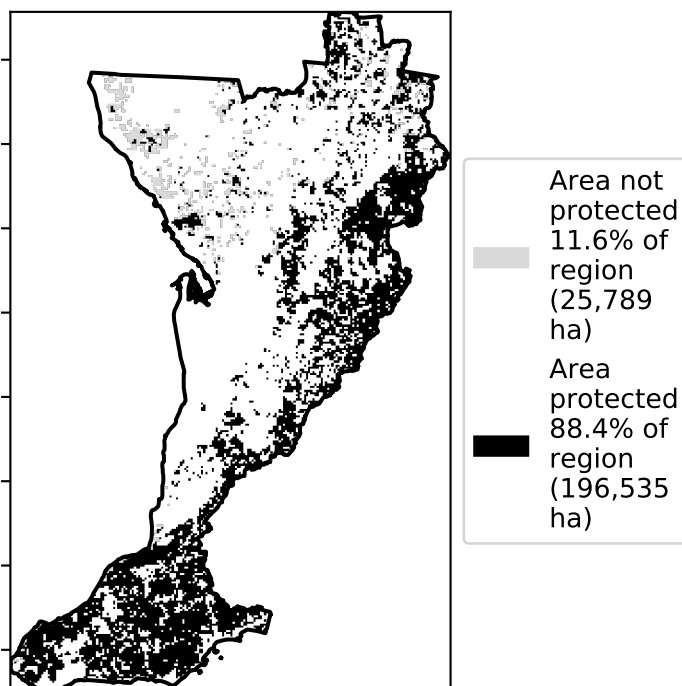 Area not
protected
11.6% of
region
(25,789
ha)
Area
protected
88.4% of
region
(196,535
ha)